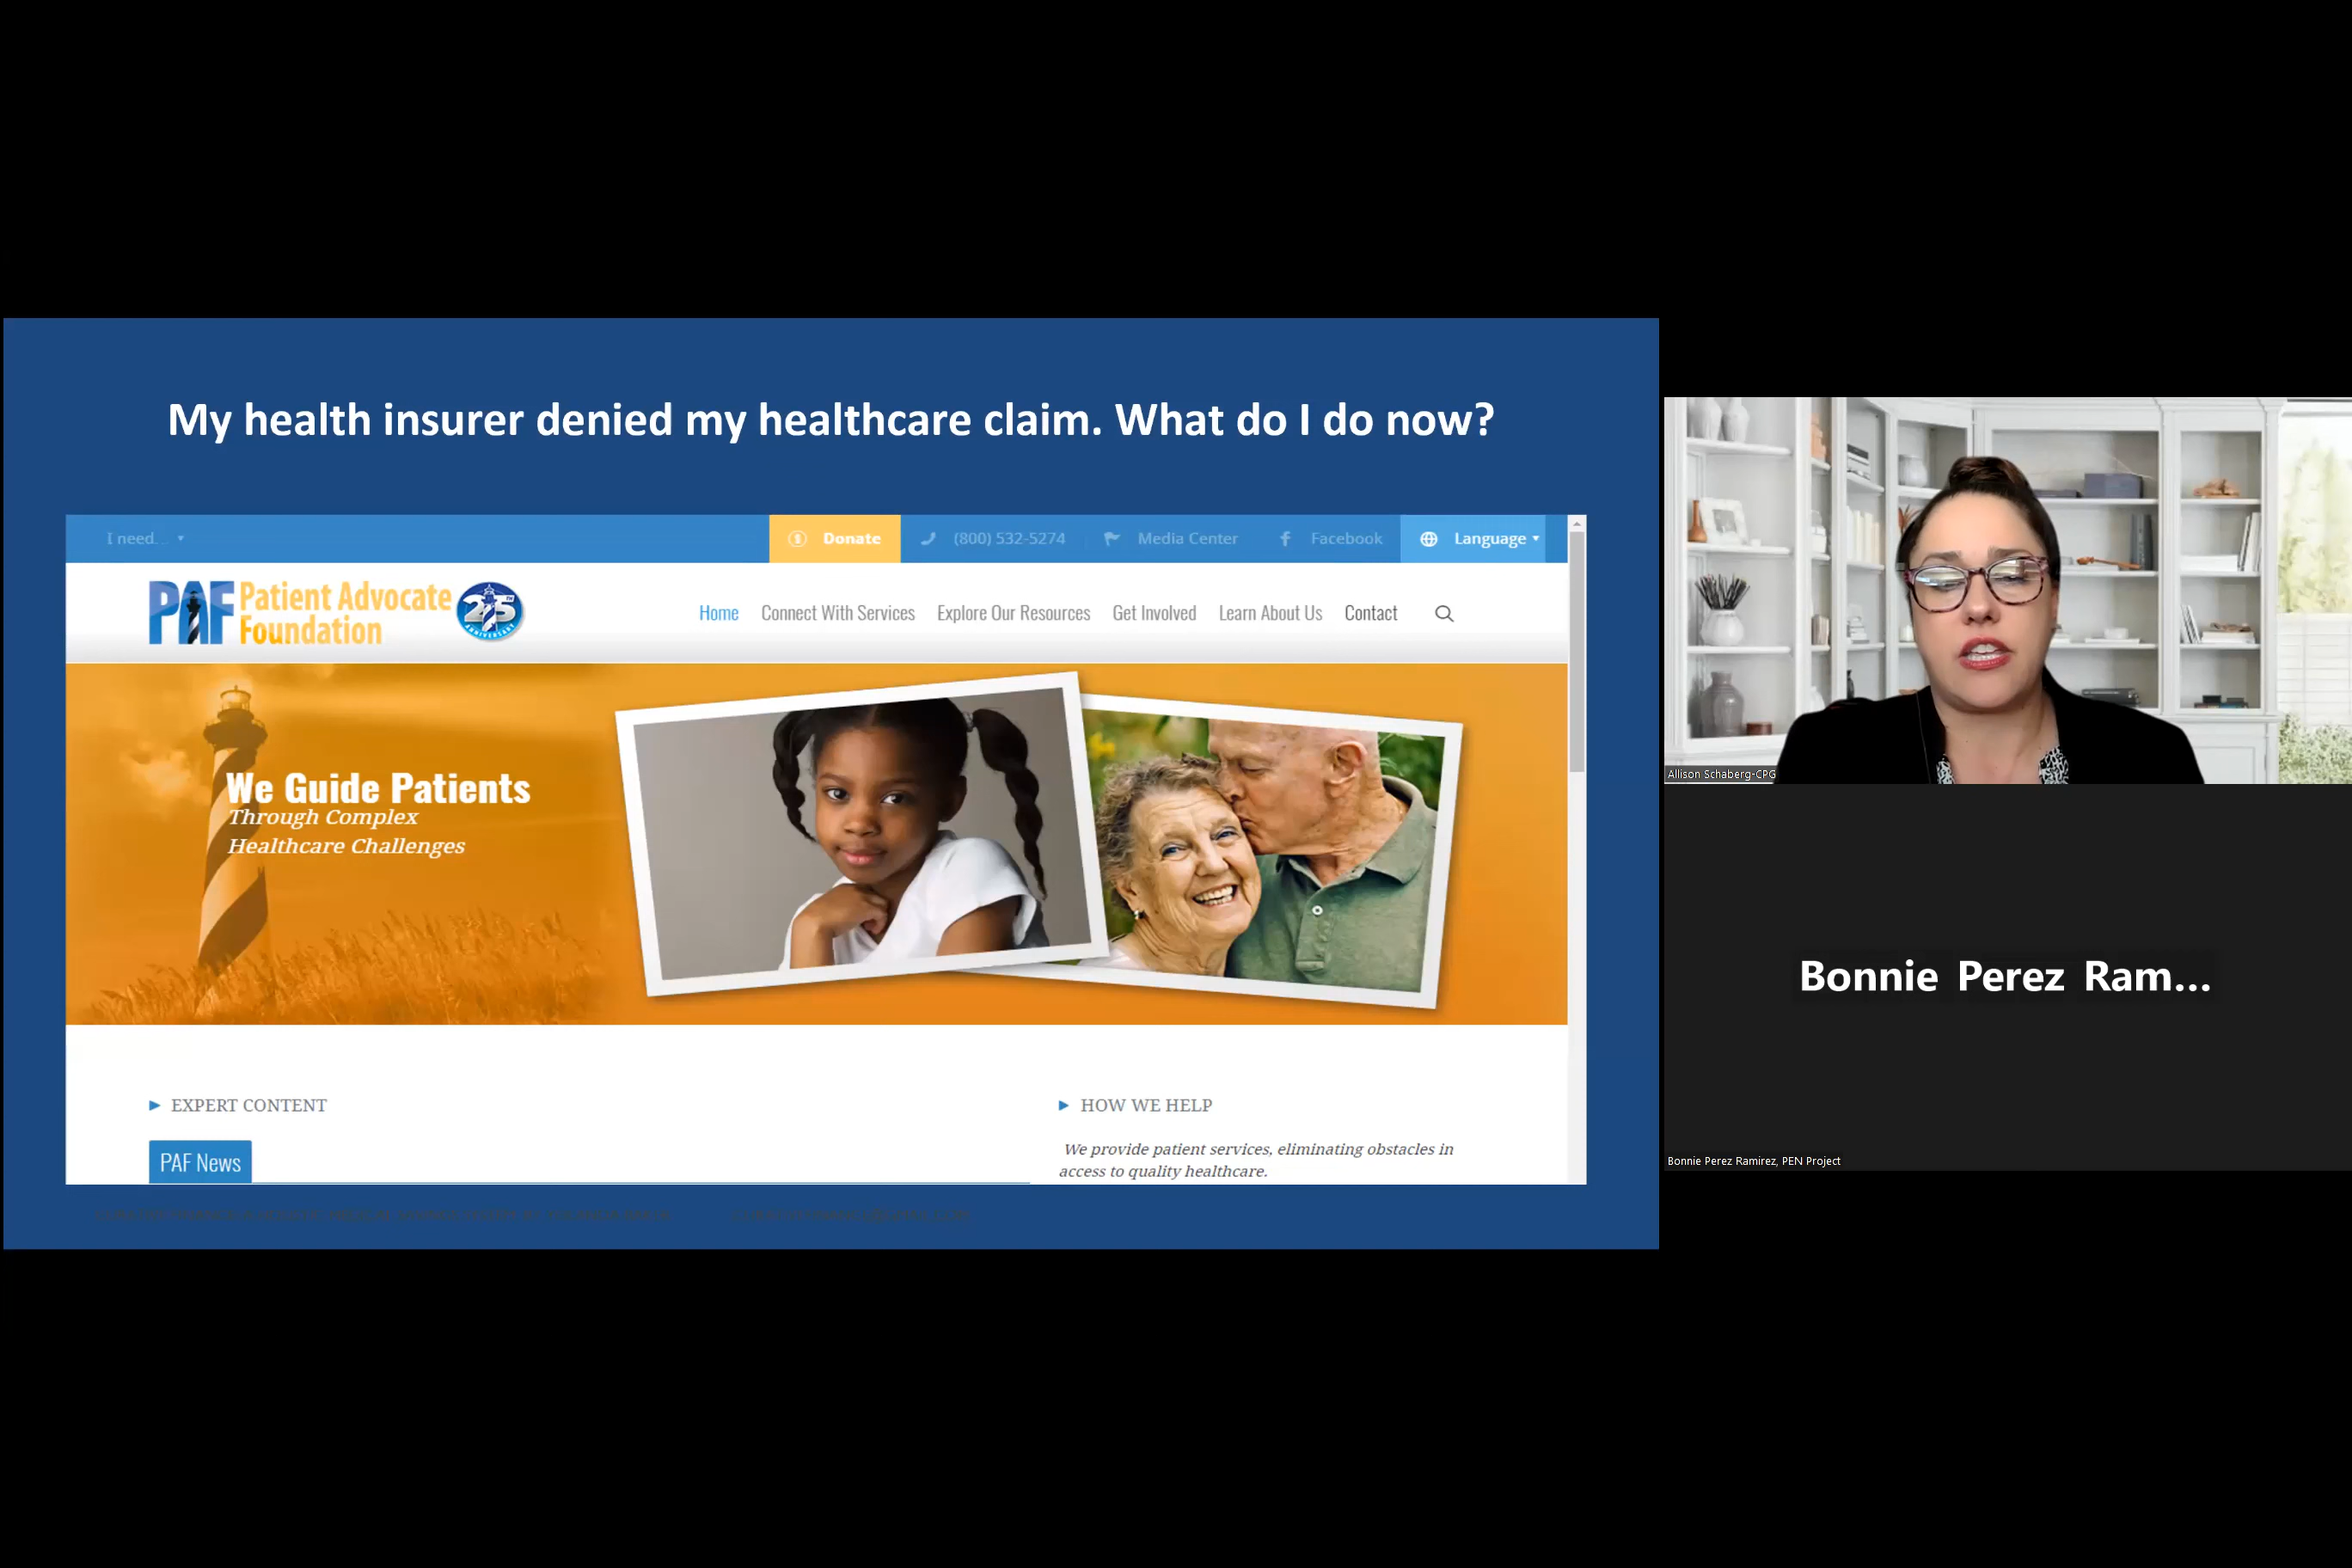 My health insurer denied my healthcare claim. What do I do now?
I need...
Donate
(800) 532-5274
Media Center
Facebook
Language
PAF Patient Advocate
Foundation
25
TM
ANNIVERSARY
Home
Connect With Services
Explore Our Resources
Get Involved
Learn About Us
Contact
We Guide Patients
Through Complex
Healthcare Challenges
EXPERT CONTENT
PAF News
HOW WE HELP
We provide patient services, eliminating obstacles in
access to quality healthcare.
Allison Schaberg-CPG
Bonnie Perez Ram...
Bonnie Perez Ramirez, PEN Project